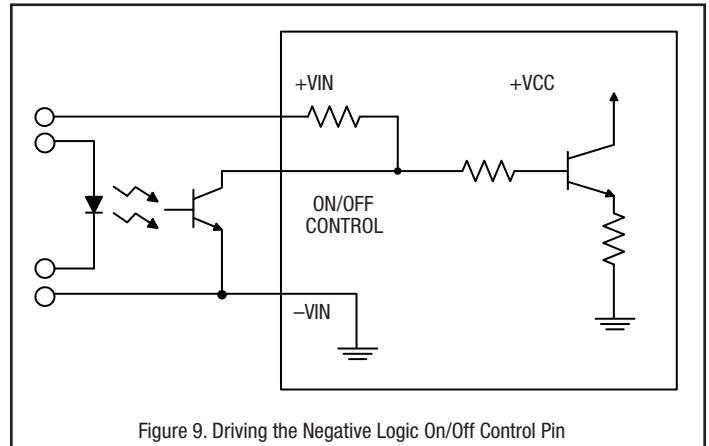 +VIN
+VCC
ON/OFF
CONTROL
–VIN
Figure 9. Driving the Negative Logic On/Off Control Pin